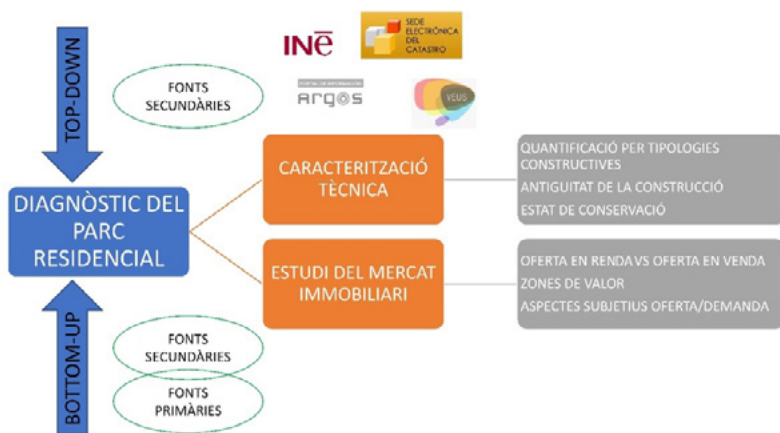 INē
SEDE
ELECTRÓNICA
DEL
CATASTRO
TOP-DOWN
FONTS
SECUNDÀRIES
ARGOS
VEUS
DIAGNÒSTIC DEL
PARC
RESIDENCIAL
CARACTERITZACIÓ
TÈCNICA
QUANTIFICACIÓ PER TIPOLOGIES
CONSTRUCTIVES
ANTIGUITAT DE LA CONSTRUCCIÓ
ESTAT DE CONSERVACIÓ
ESTUDI DEL MERCAT
IMMOBILIARI
OFERTA EN RENDA VS OFERTA EN VENDA
ZONES DE VALOR
ASPECTES SUBJETIUS OFERTA/DEMANDA
BOTTOM-UP
FONTS
SECUNDÀRIES
FONTS
PRIMÀRIES